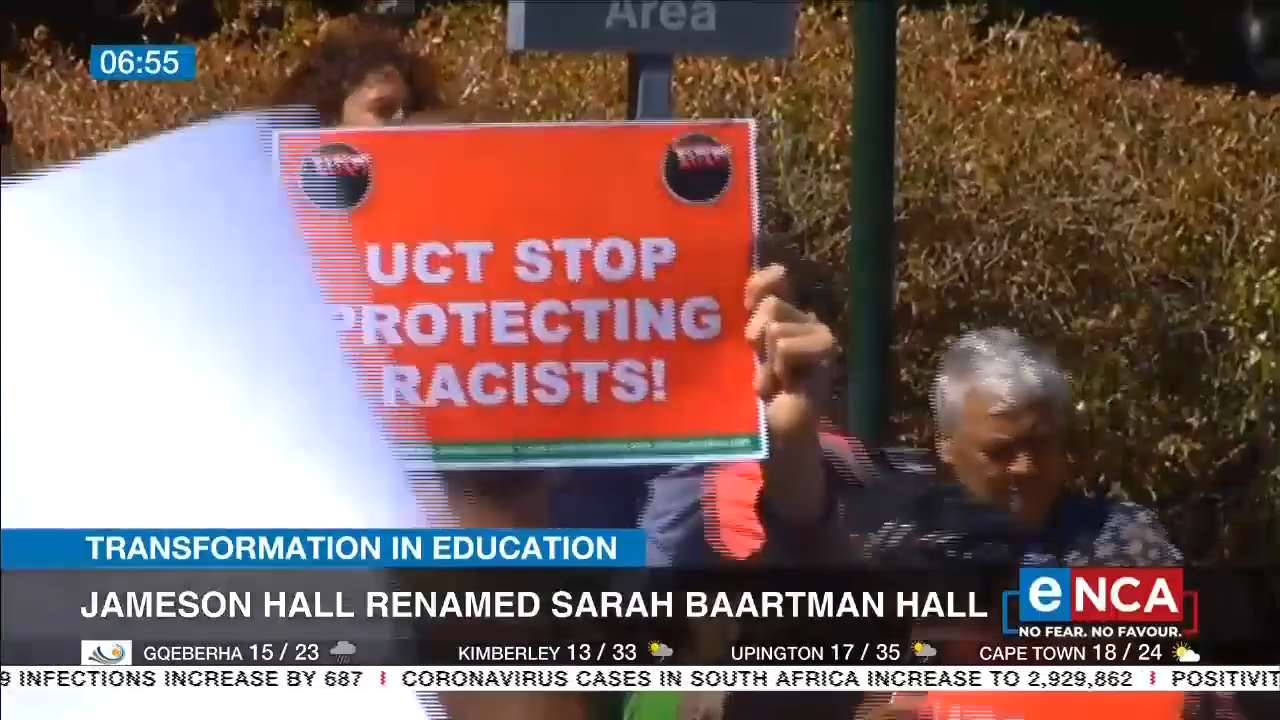 Area
06:55
UCT STOP
PROTECTING
RACISTS!
TRANSFORMATION IN EDUCATION
JAMESON HALL RENAMED SARAH BAARTMAN HALL
eNCA
NO FEAR. NO FAVOUR.
GQEBERHA 15 / 23 KIMBERLEY 13 / 33 UPINGTON 17 / 35 CAPE TOWN 18 / 24
9 INFECTIONS INCREASE BY 687 CORONAVIRUS CASES IN SOUTH AFRICA INCREASE TO 2,929,862 POSITIVIT